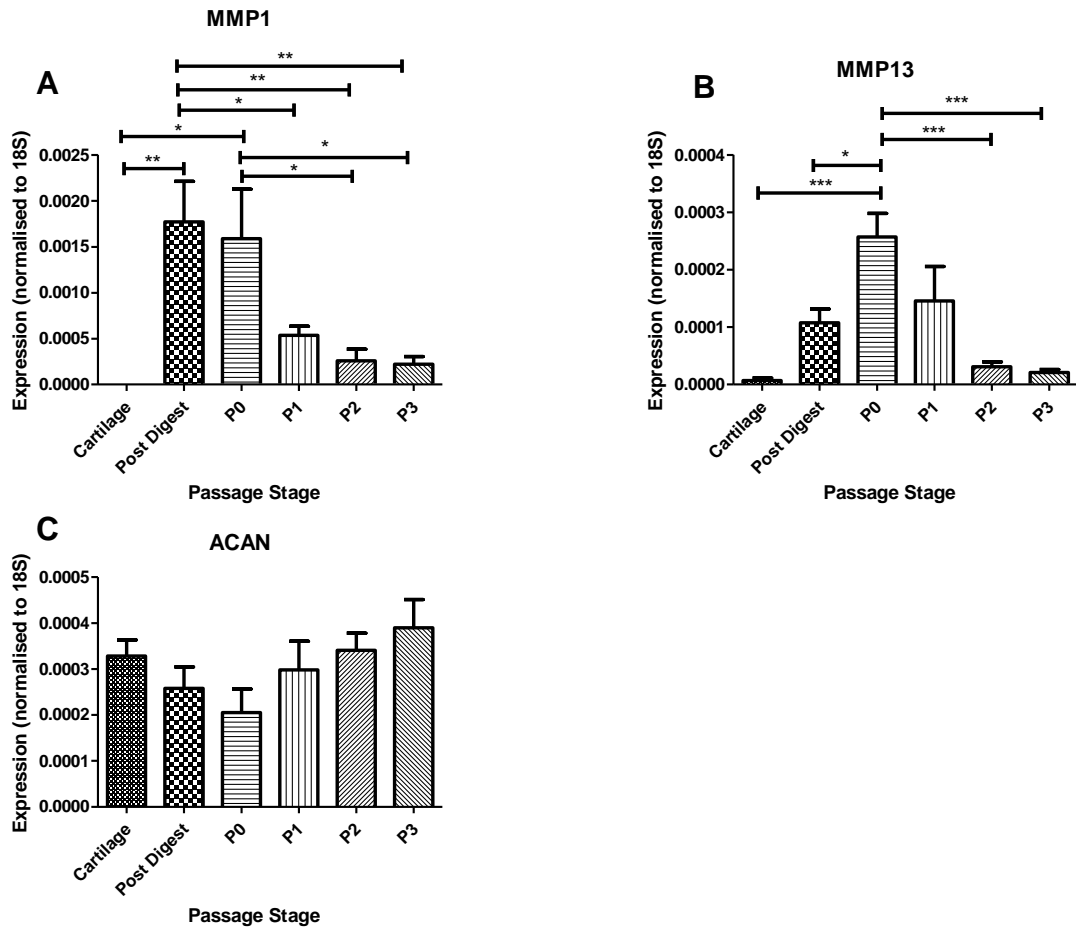 MMP1
A
**
**
*
*
*
**
*
Expression (normalised to 18S)
0.0025
0.0020
0.0015
0.0010
0.0005
0.0000
Cartilage
Post Digest
P0
P1
P2
P3
Passage Stage
MMP13
B
***
***
*
***
Expression (normalised to 18S)
0.0004
0.0003
0.0002
0.0001
0.0000
Cartilage
Post Digest
P0
P1
P2
P3
Passage Stage
C
ACAN
Expression (normalised to 18S)
0.0005
0.0004
0.0003
0.0002
0.0001
0.0000
Cartilage
Post Digest
P0
P1
P2
P3
Passage Stage